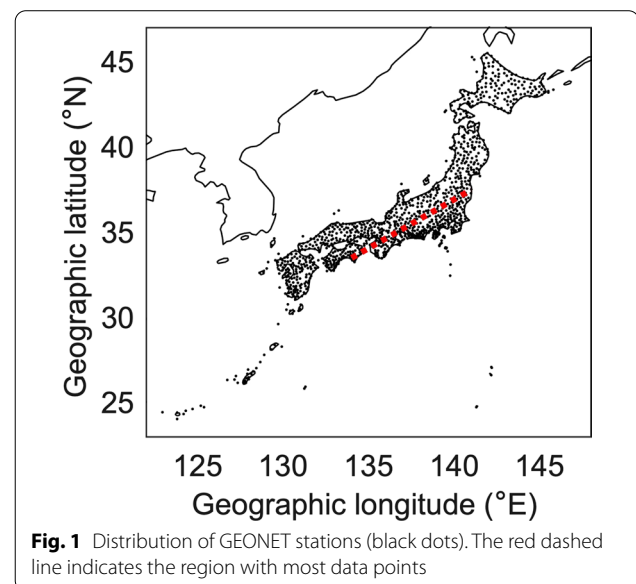 45
40
35
30
25
Geographic latitude (°N)
125 130 135 140 145
Geographic longitude (°E)
Fig. 1 Distribution of GEONET stations (black dots). The red dashed
line indicates the region with most data points